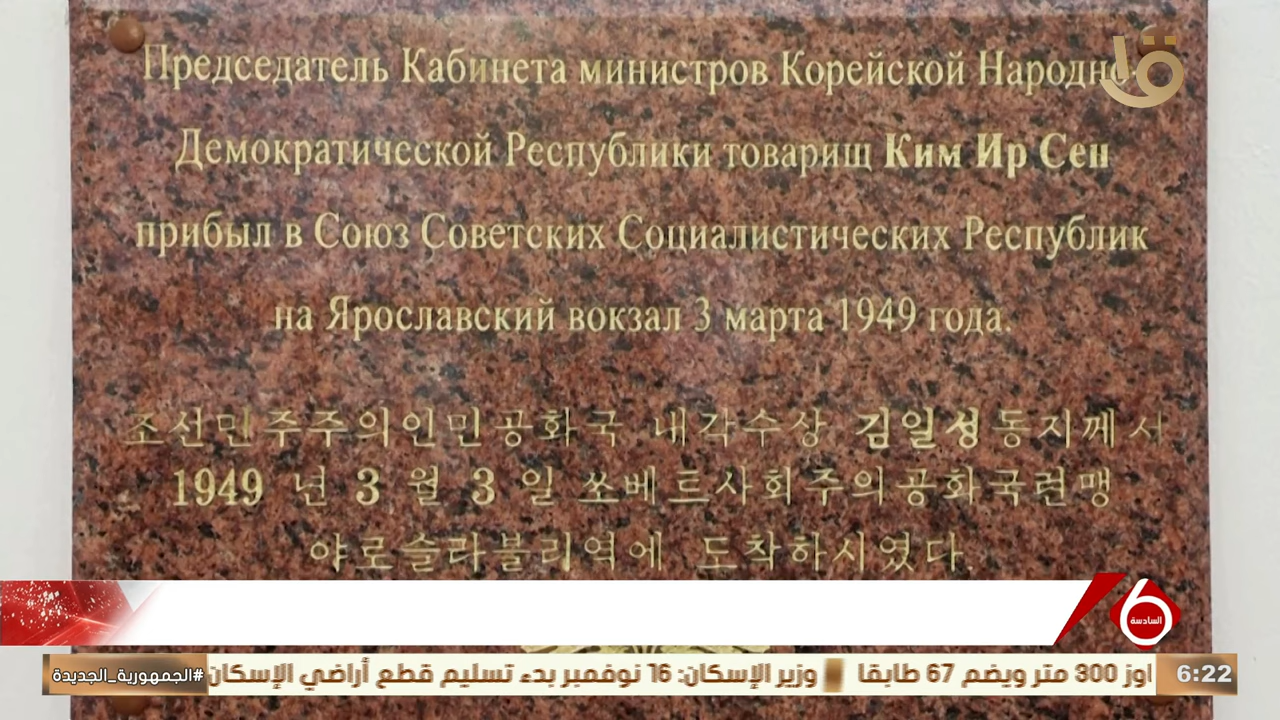 Председатель Кабинета министров Корейской Народно-
Демократической Республики товарищ Ким Ир Сен
прибыл в Союз Советских Социалистических Республик
на Ярославский вокзал 3 марта 1949 года.
조선민주주의인민공화국 내각수상 김일성동지께서
1949 년 3 월 3 일 쏘베트사회주의공화국련맹
야로슬라블리역에 도착하시였다.
6
السادسة
#الجمهورية_الجديدة
اوز 300 متر ويضم 67 طابقا
وزير الإسكان: 16 نوفمبر بدء تسليم قطع أراضي الإسكان
6:22